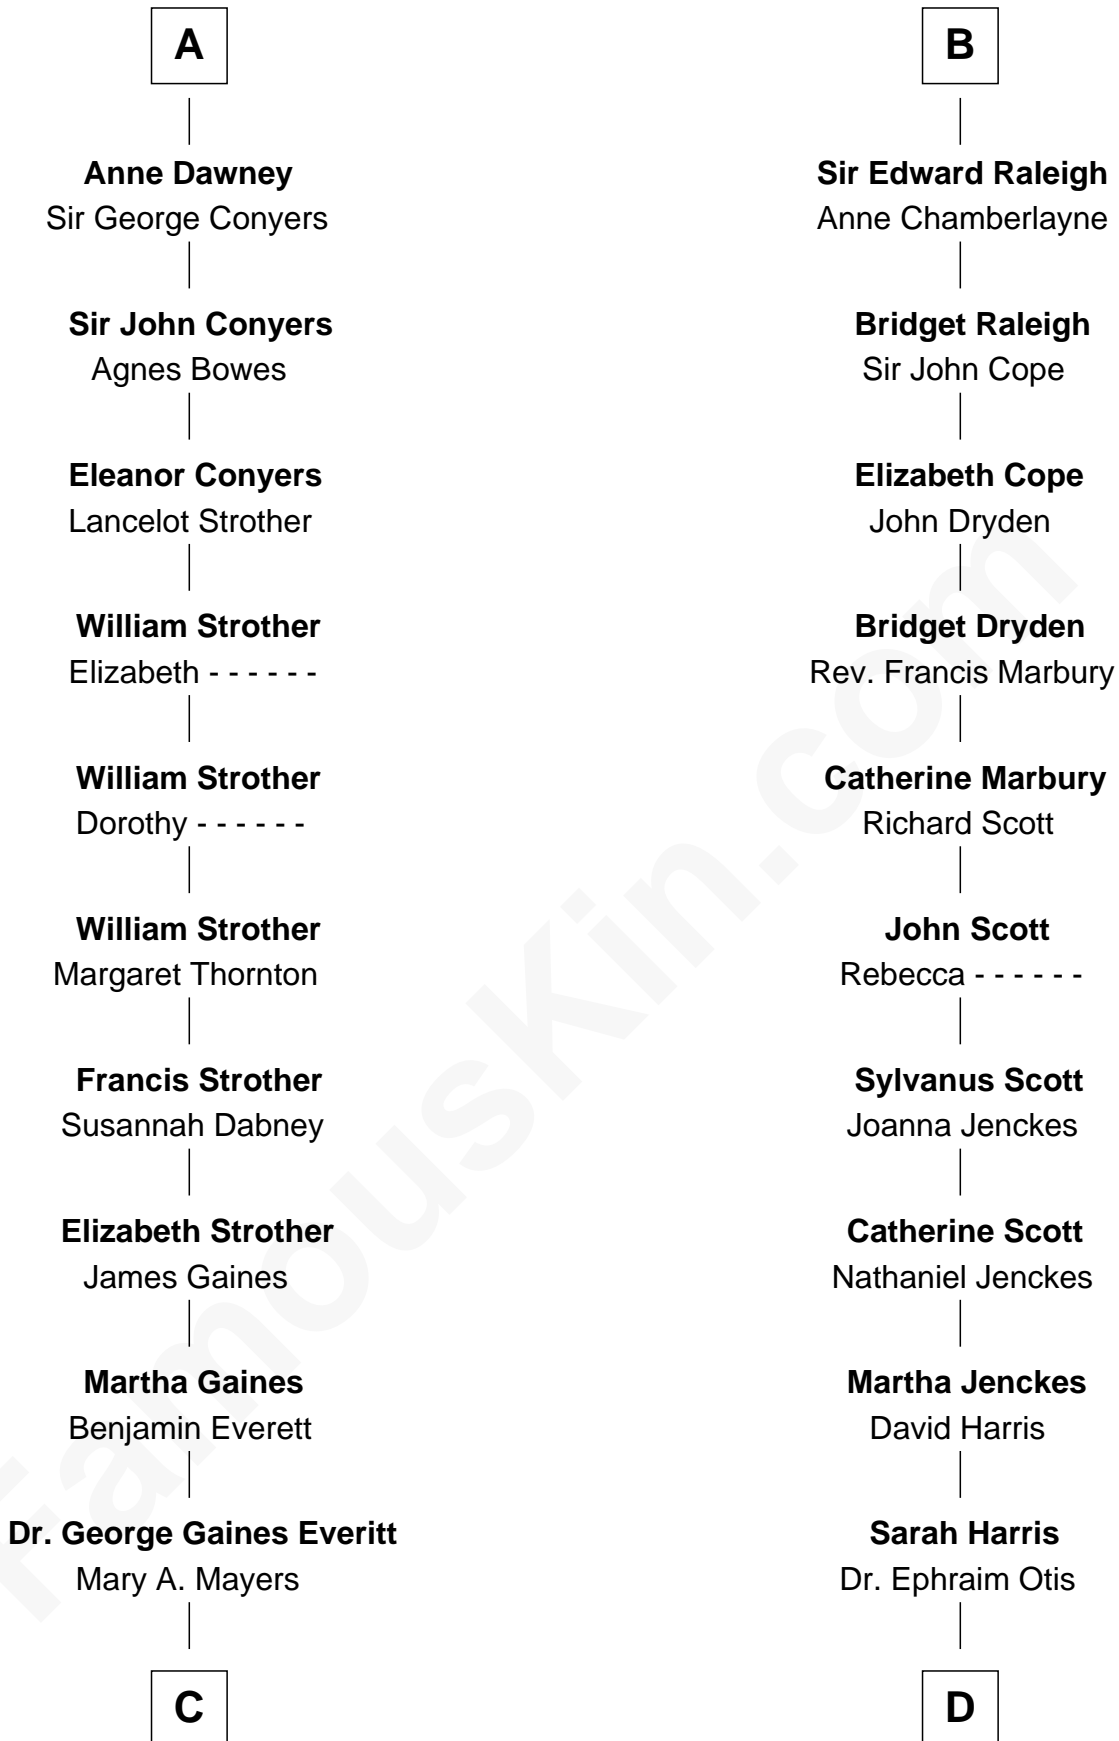 A
Anne Dawney
Sir George Conyers
Sir John Conyers
Agnes Bowes
Eleanor Conyers
Lancelot Strother
William Strother
Elizabeth - - - - - -
William Strother
Dorothy - - - - - -
William Strother
Margaret Thornton
Francis Strother
Susannah Dabney
Elizabeth Strother
James Gaines
Martha Gaines
Benjamin Everett
Dr. George Gaines Everitt
Mary A. Mayers
C
B
Sir Edward Raleigh
Anne Chamberlayne
Bridget Raleigh
Sir John Cope
Elizabeth Cope
John Dryden
Bridget Dryden
Rev. Francis Marbury
Catherine Marbury
Richard Scott
John Scott
Rebecca - - - - - -
Sylvanus Scott
Joanna Jenckes
Catherine Scott
Nathaniel Jenckes
Martha Jenckes
David Harris
Sarah Harris
Dr. Ephraim Otis
D
FamousKin.com